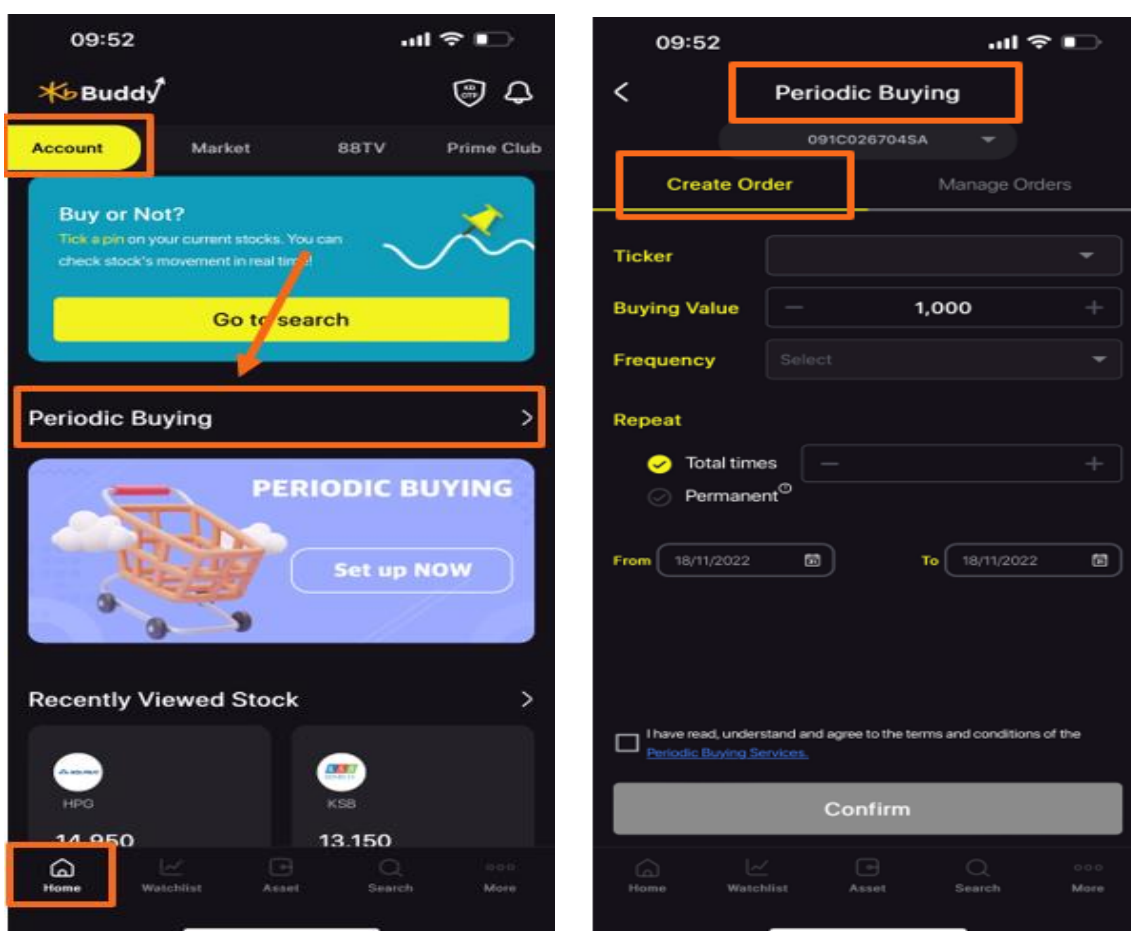 09:52
Kb Buddy
KB OTP
Account Market 88TV Prime Club
Buy or Not?
Tick a pin on your current stocks. You can
check stock's movement in real time!
Go to search
Periodic Buying >
PERIODIC BUYING
Set up NOW
Recently Viewed Stock >
HPG KSB
14,950 13,150
Home Watchlist Asset Search More
09:52
< Periodic Buying
091C026704SA
Create Order Manage Orders
Ticker
Buying Value − 1,000 +
Frequency Select
Repeat
Total times − +
Permanent
From 18/11/2022 To 18/11/2022
I have read, understand and agree to the terms and conditions of the
Periodic Buying Services.
Confirm
Home Watchlist Asset Search More